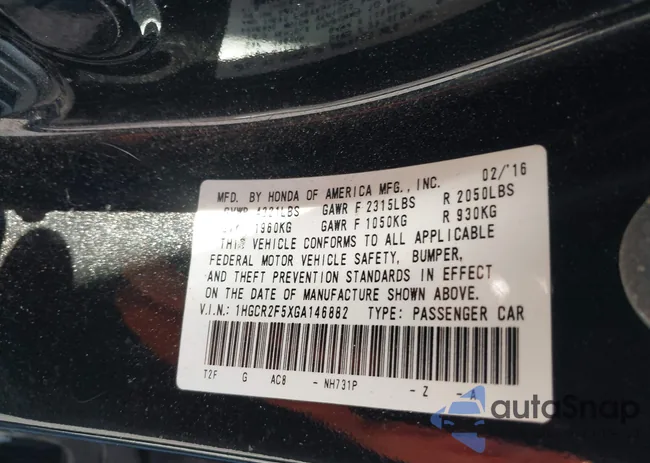 MFD. BY HONDA OF AMERICA MFG., INC. 02/'16
GVWR 4321LBS GAWR F 2315LBS R 2050LBS
1960KG GAWR F 1050KG R 930KG
THIS VEHICLE CONFORMS TO ALL APPLICABLE
FEDERAL MOTOR VEHICLE SAFETY, BUMPER,
AND THEFT PREVENTION STANDARDS IN EFFECT
ON THE DATE OF MANUFACTURE SHOWN ABOVE.
V.I.N.: 1HGCR2F5XGA146882 TYPE: PASSENGER CAR
T2F G AC8 - NH731P - Z - A
autoSnap